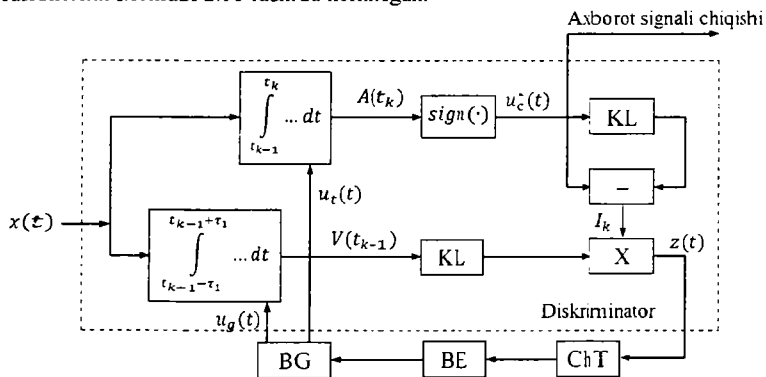 Axborot signali chiqishi
t_k
∫ ... dt
t_{k-1}
A(t_k)
sign(·)
u_c^*(t)
KL
−
u_t(t)
I_k
x(t)
t_{k-1}+τ_1
∫ ... dt
t_{k-1}−τ_1
V(t_{k-1})
KL
X
z(t)
Diskriminator
u_g(t)
BG
BE
ChT